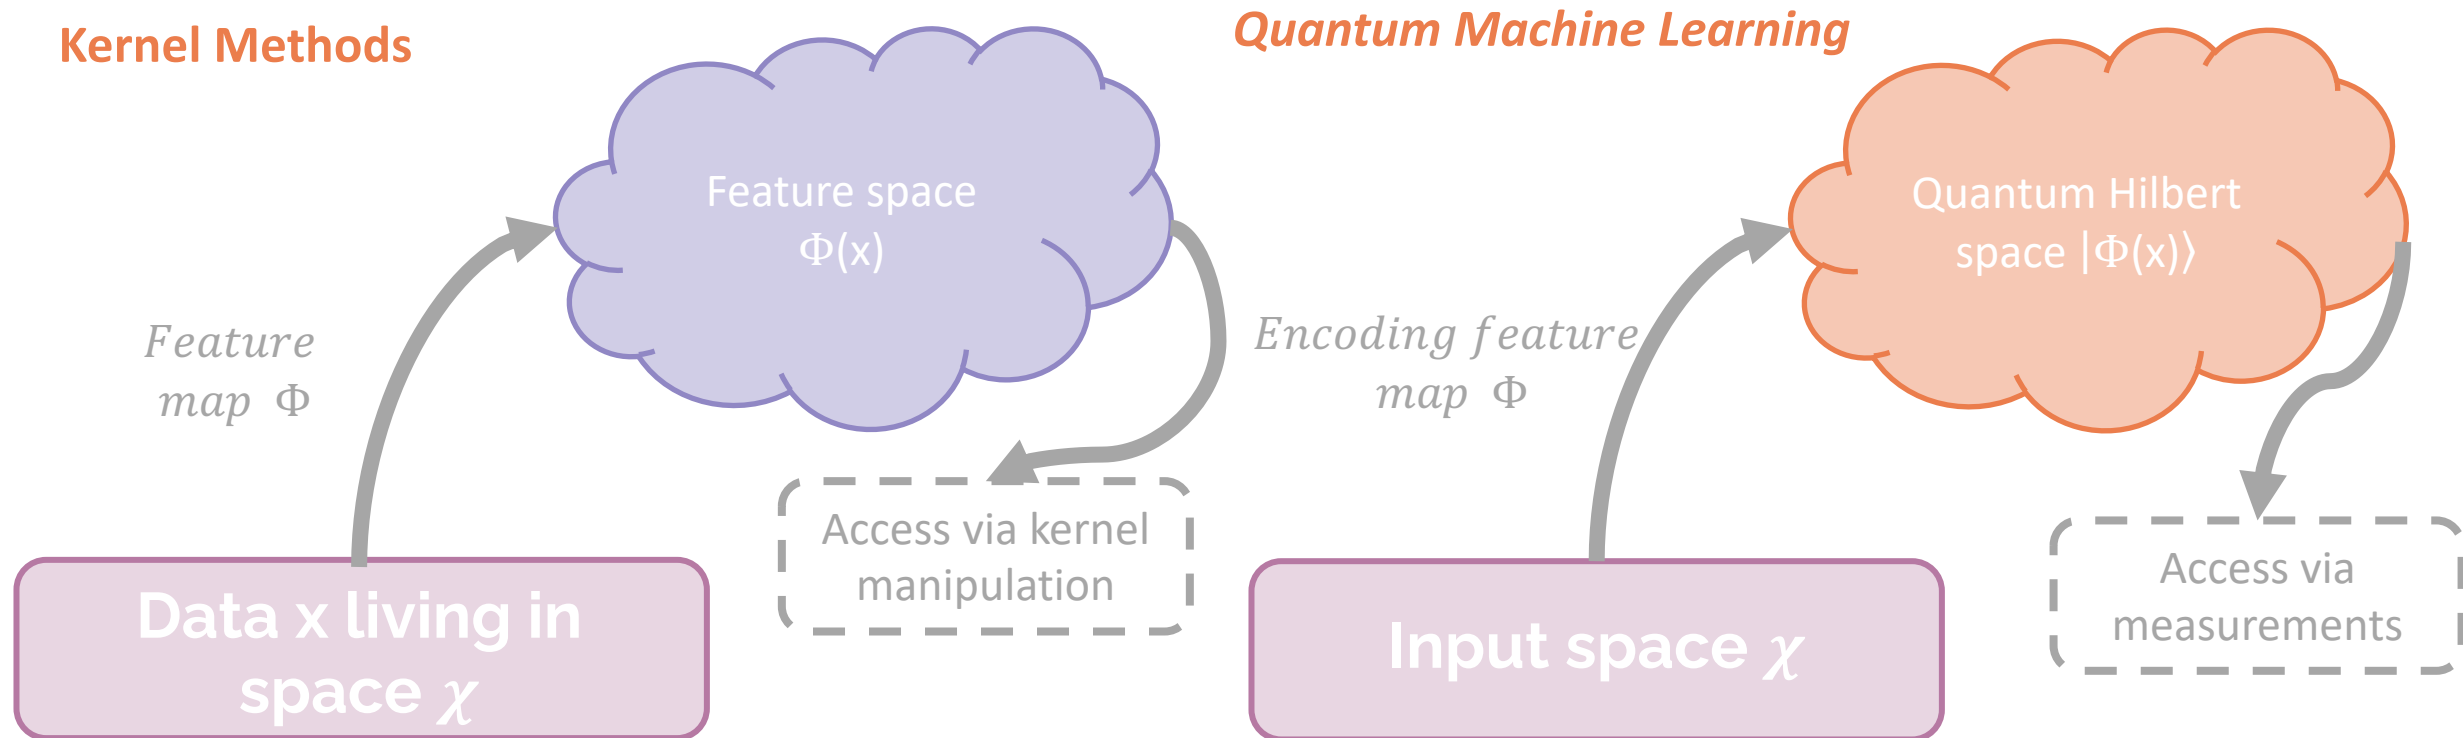 Kernel Methods
Feature space
Φ(x)
Feature
map Φ
Access via kernel
manipulation
Data x living in
space χ
Quantum Machine Learning
Quantum Hilbert
space |Φ(x)⟩
Encoding feature
map Φ
Access via
measurements
Input space χ